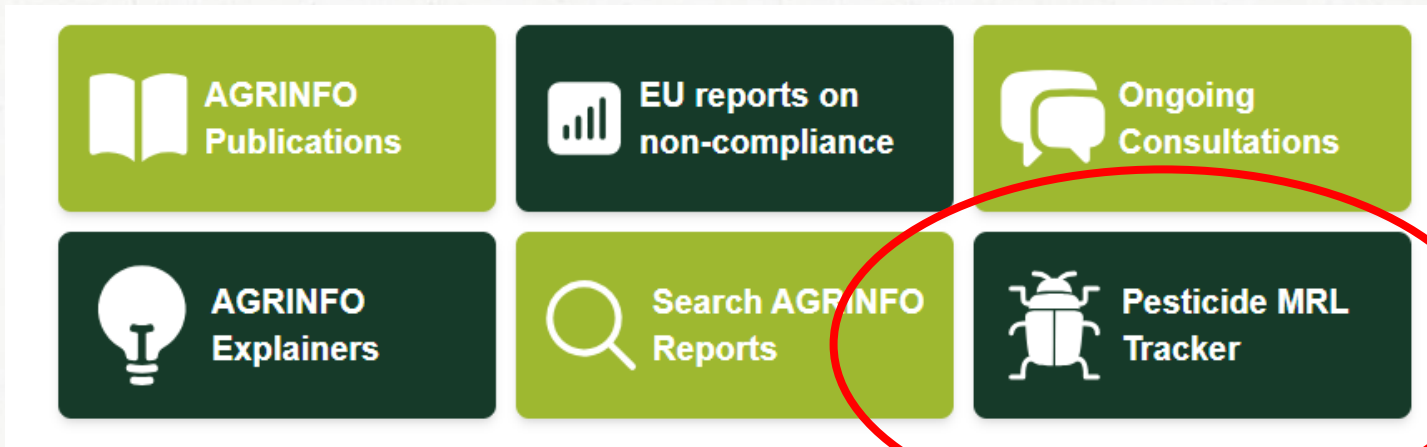 AGRINFO
Publications
EU reports on
non-compliance
Ongoing
Consultations
AGRINFO
Explainers
Search AGRINFO
Reports
Pesticide MRL
Tracker